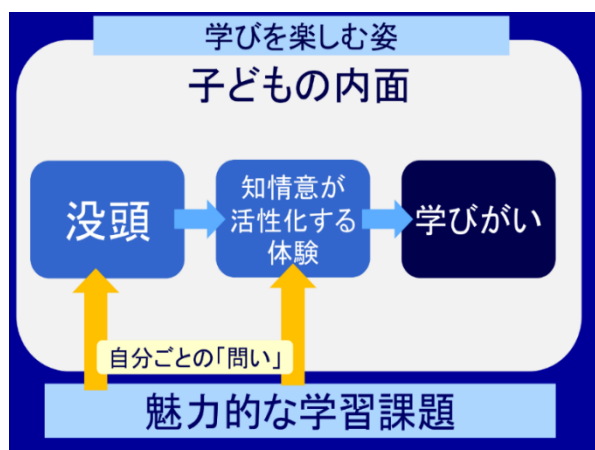 学びを楽しむ姿
子どもの内面
没頭
知情意が
活性化する
体験
学びがい
自分ごとの「問い」
魅力的な学習課題